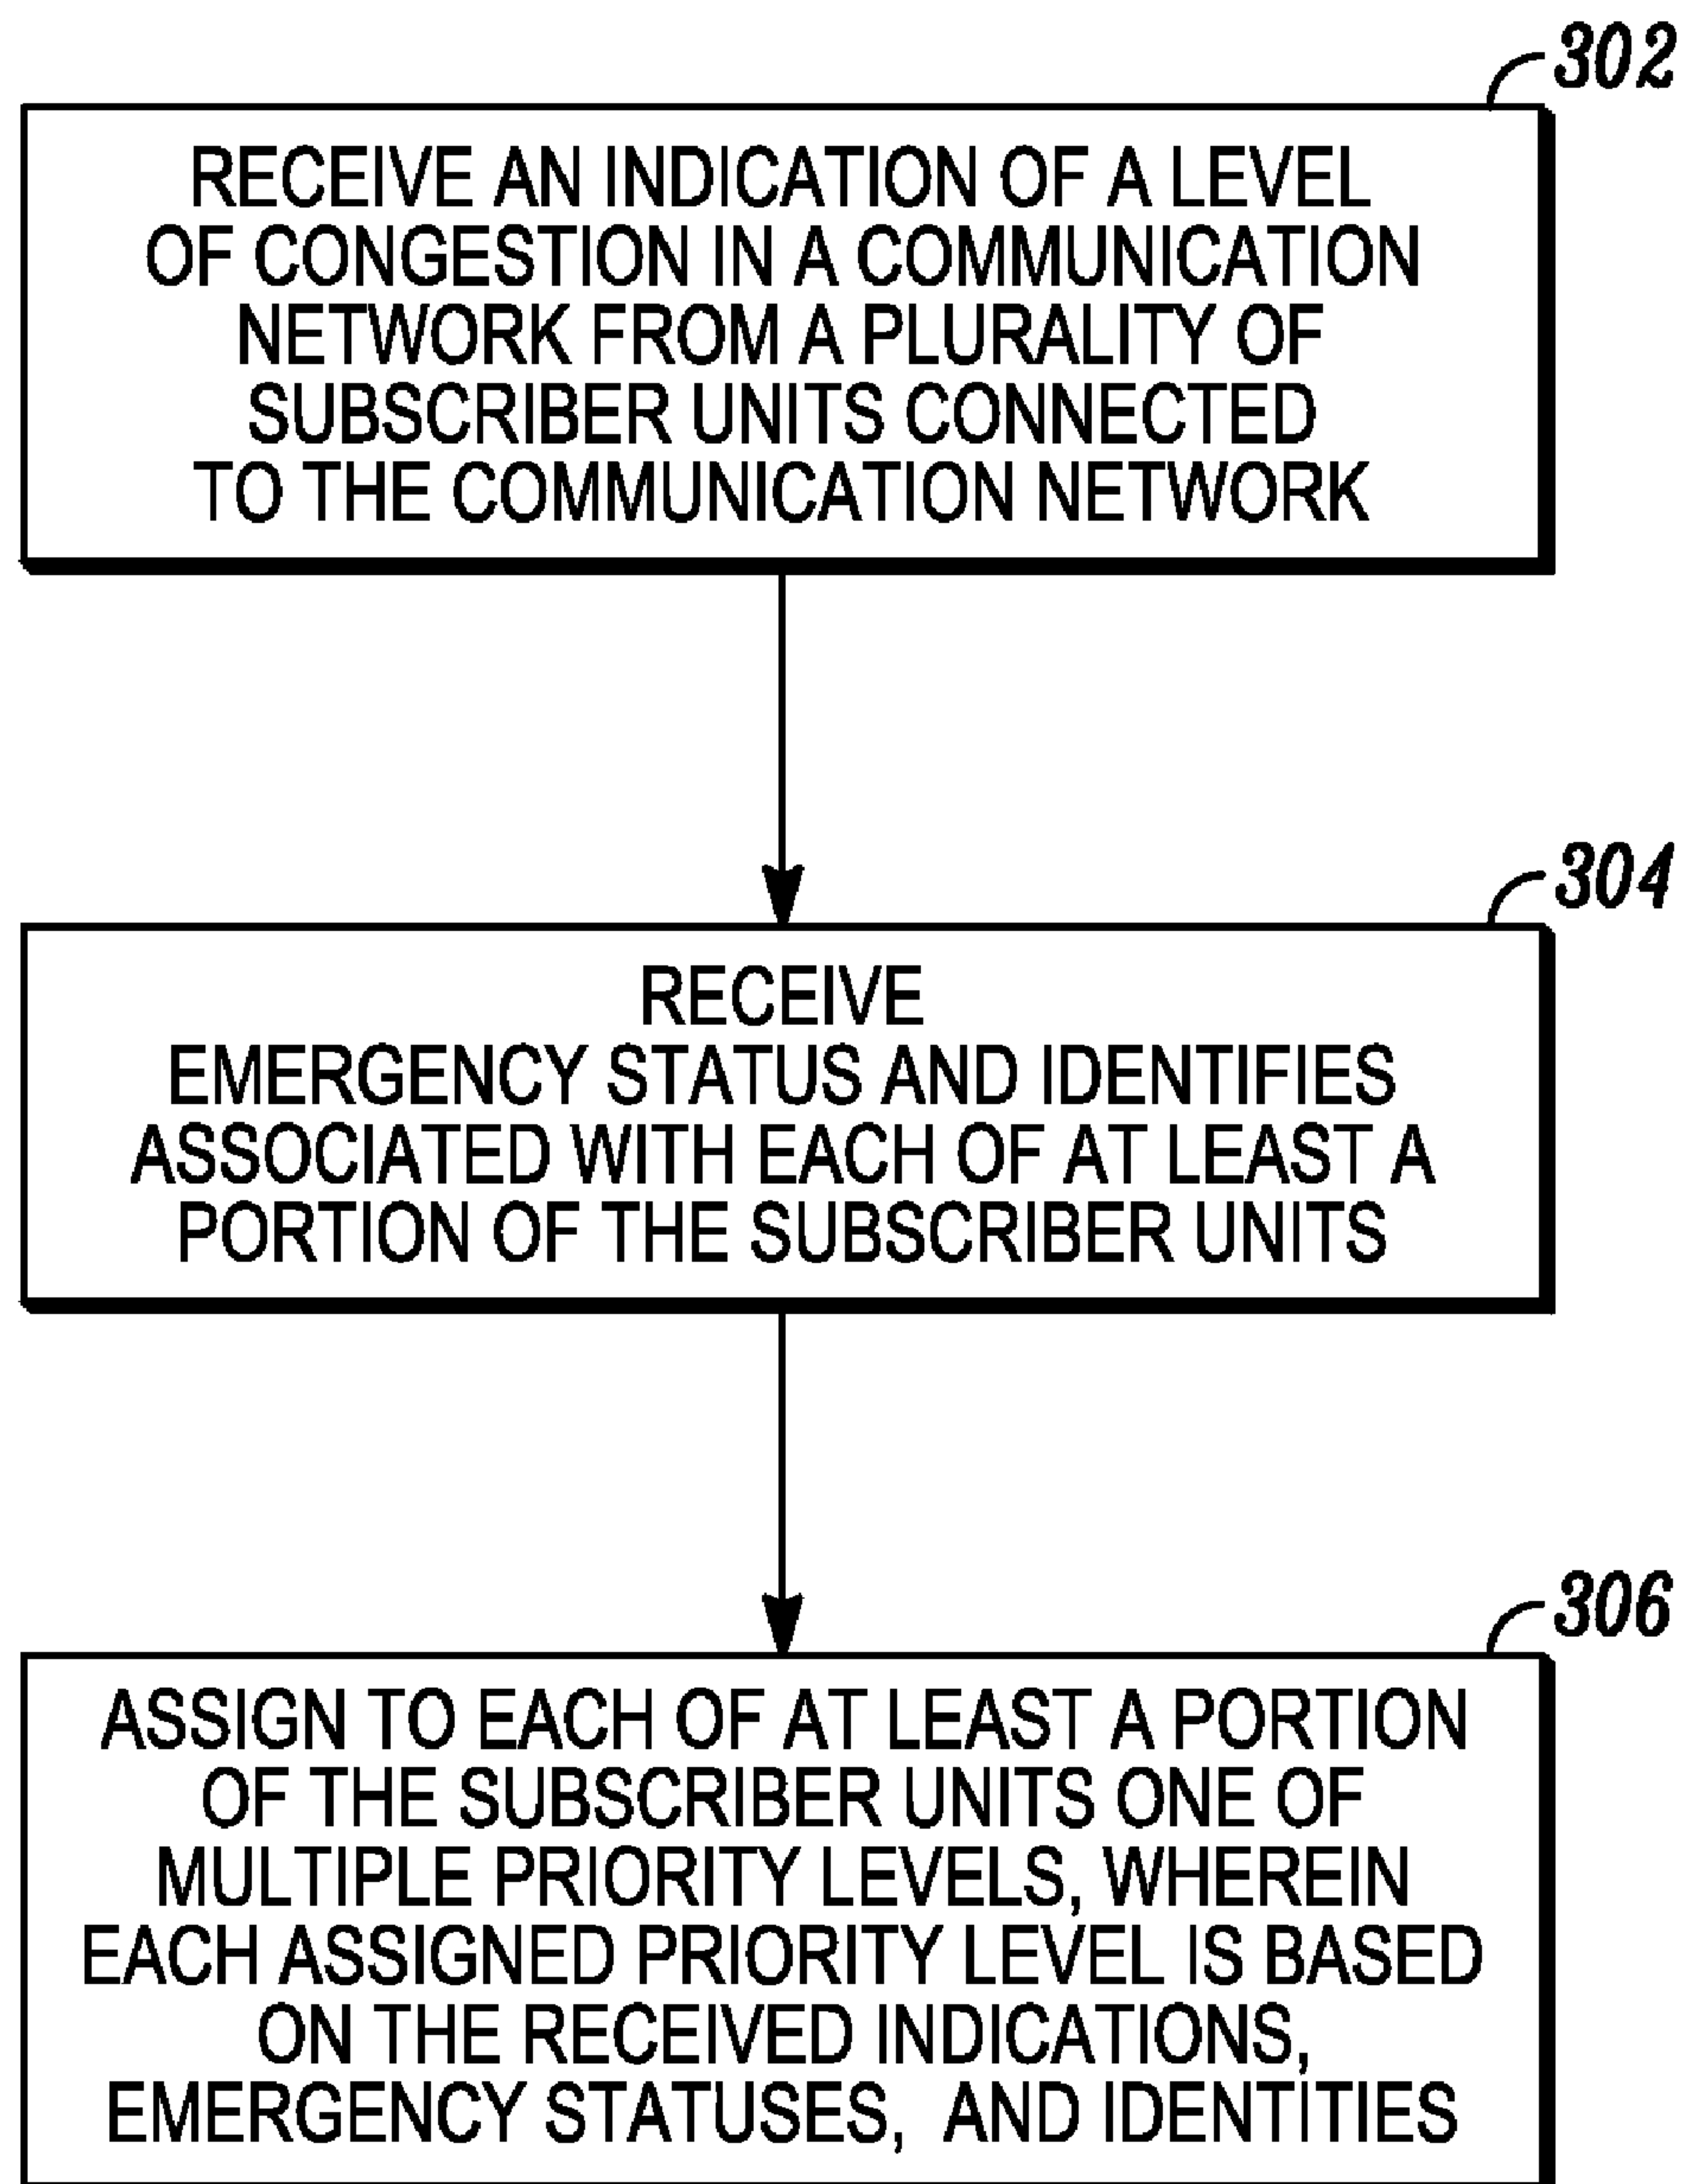 302
RECEIVE AN INDICATION OF A LEVEL
OF CONGESTION IN A COMMUNICATION
NETWORK FROM A PLURALITY OF
SUBSCRIBER UNITS CONNECTED
TO THE COMMUNICATION NETWORK
304
RECEIVE
EMERGENCY STATUS AND IDENTIFIES
ASSOCIATED WITH EACH OF AT LEAST A
PORTION OF THE SUBSCRIBER UNITS
306
ASSIGN TO EACH OF AT LEAST A PORTION
OF THE SUBSCRIBER UNITS ONE OF
MULTIPLE PRIORITY LEVELS, WHEREIN
EACH ASSIGNED PRIORITY LEVEL IS BASED
ON THE RECEIVED INDICATIONS,
EMERGENCY STATUSES, AND IDENTITIES